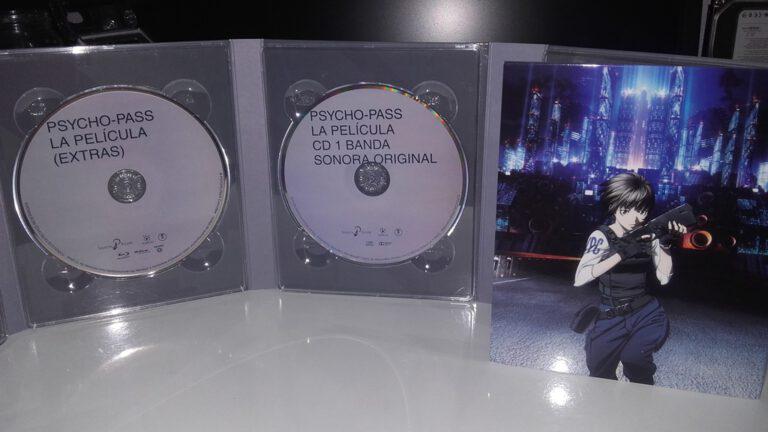 PSYCHO-PASS
LA PELÍCULA
(EXTRAS)
PSYCHO-PASS
LA PELÍCULA
CD 1 BANDA
SONORA ORIGINAL